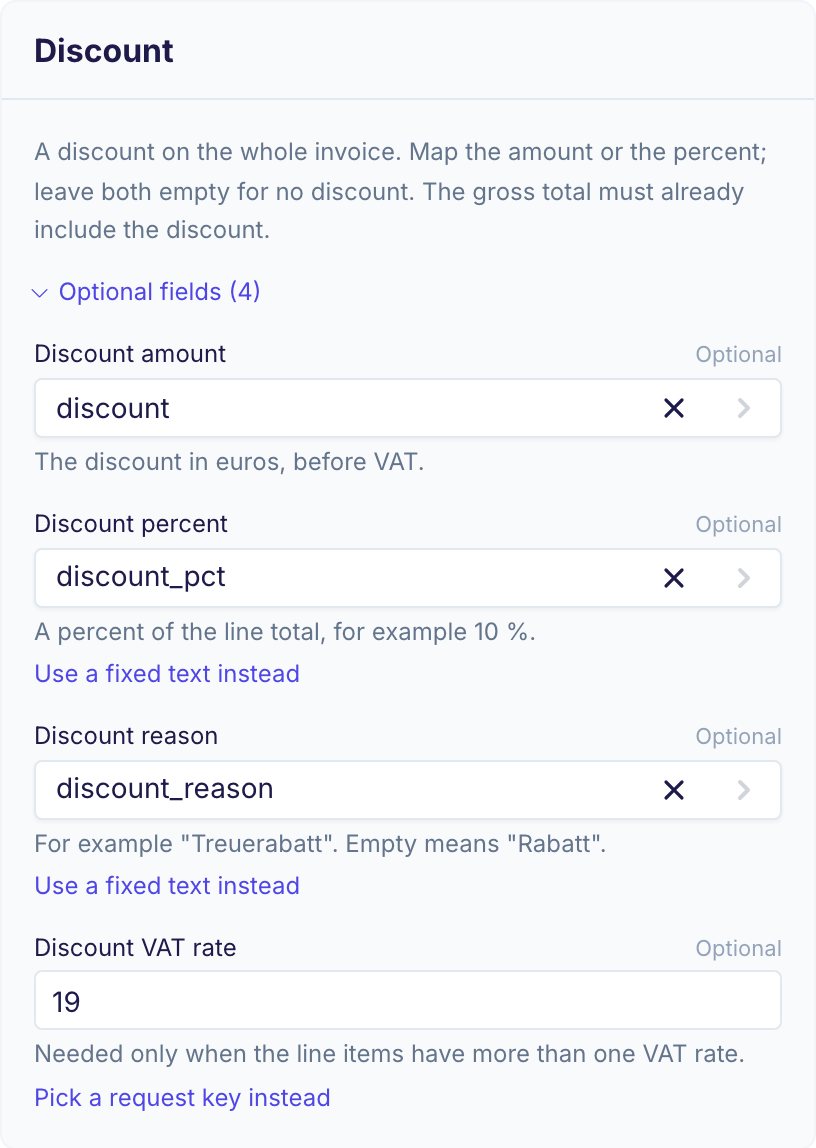 Discount
A discount on the whole invoice. Map the amount or the percent;
leave both empty for no discount. The gross total must already
include the discount.
Optional fields (4)
Discount amount Optional
discount
The discount in euros, before VAT.
Discount percent Optional
discount_pct
A percent of the line total, for example 10 %.
Use a fixed text instead
Discount reason Optional
discount_reason
For example "Treuerabatt". Empty means "Rabatt".
Use a fixed text instead
Discount VAT rate Optional
19
Needed only when the line items have more than one VAT rate.
Pick a request key instead